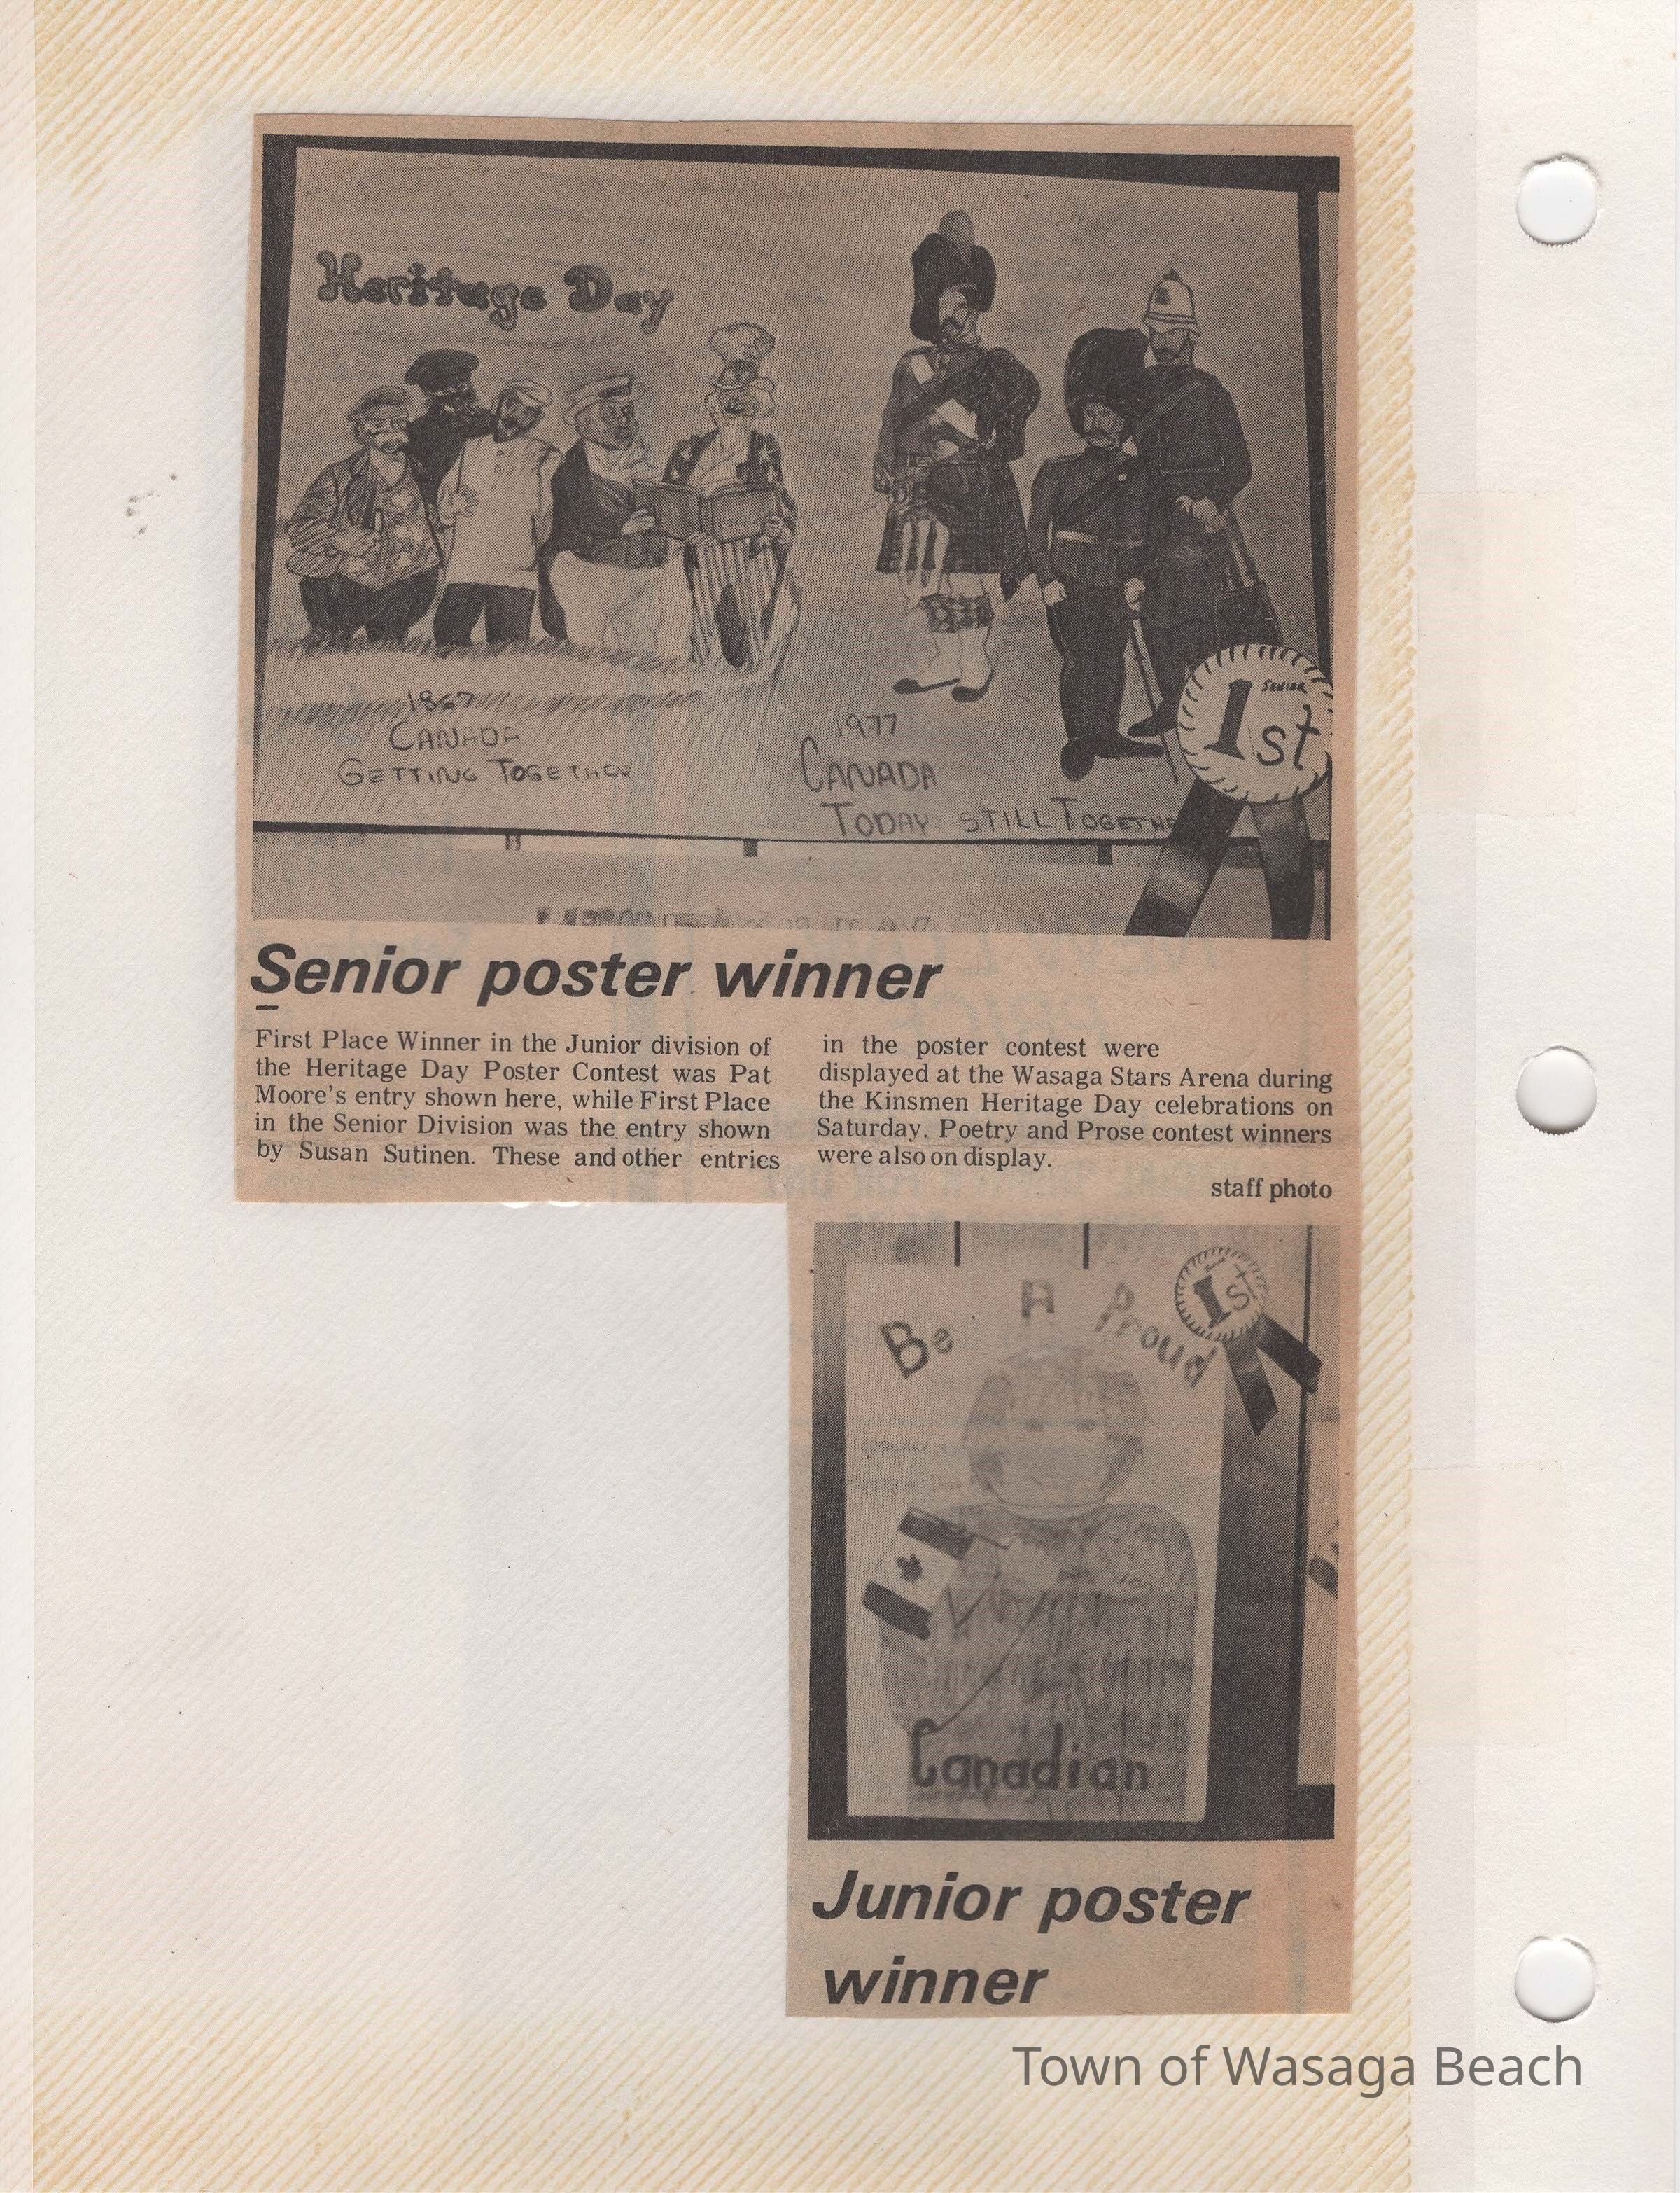 Heritage Day
1867
CANADA
GETTING TOGETHER
1977
CANADA
TODAY STILL TOGETHE
SENIOR
1st
Senior poster winner
First Place Winner in the Junior division of
the Heritage Day Poster Contest was Pat
Moore's entry shown here, while First Place
in the Senior Division was the entry shown
by Susan Sutinen. These and other entries
in the poster contest were
displayed at the Wasaga Stars Arena during
the Kinsmen Heritage Day celebrations on
Saturday. Poetry and Prose contest winners
were also on display.
staff photo
Be A Proud
1st
Canadian
Junior poster
winner
Town of Wasaga Beach